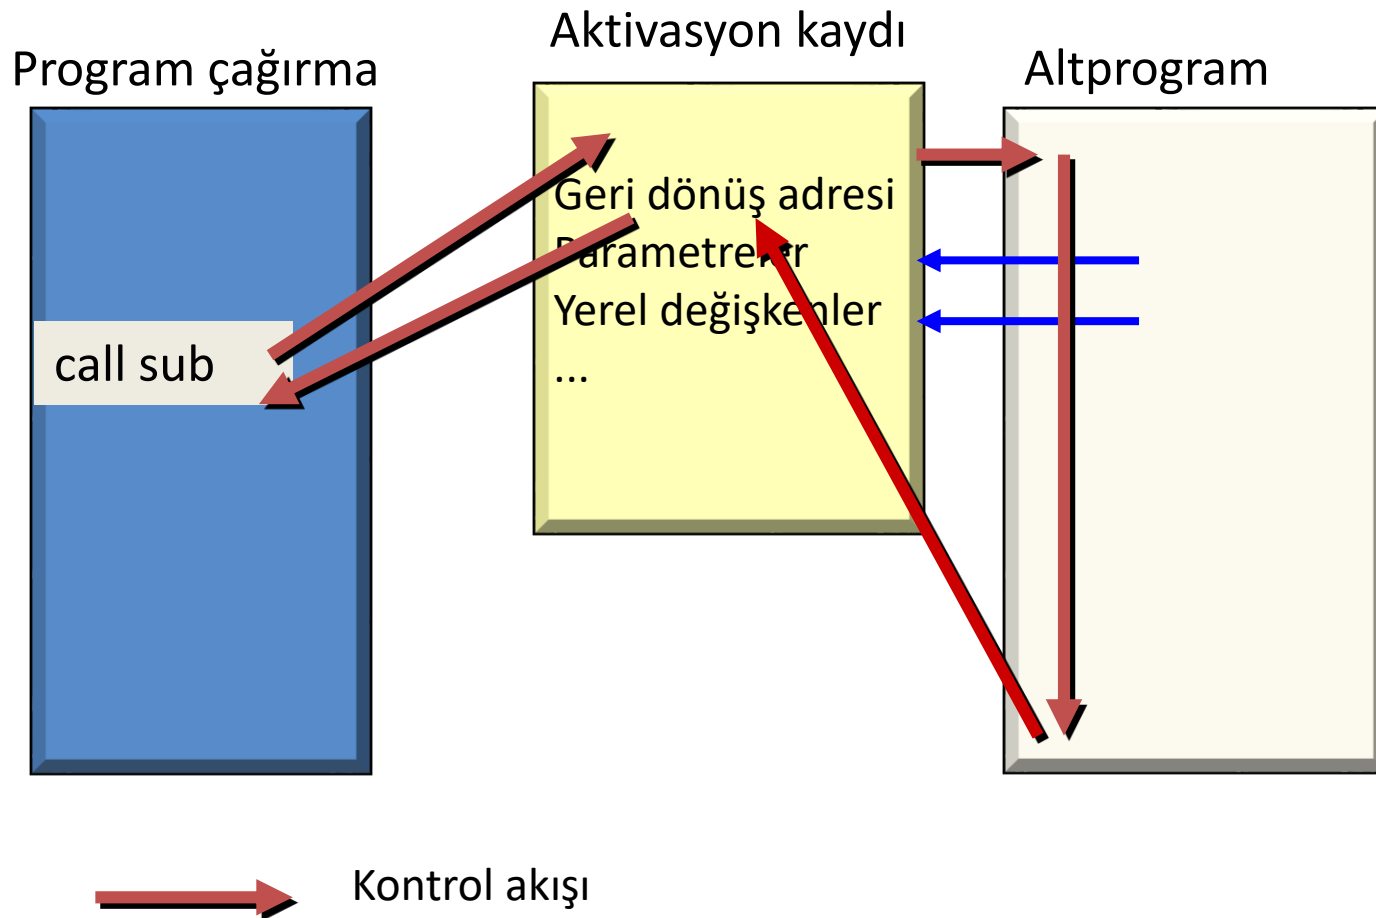 Aktivasyon kaydı
Program çağırma
Altprogram
Geri dönüş adresi
Parametreler
Yerel değişkenler
...
call sub
Kontrol akışı